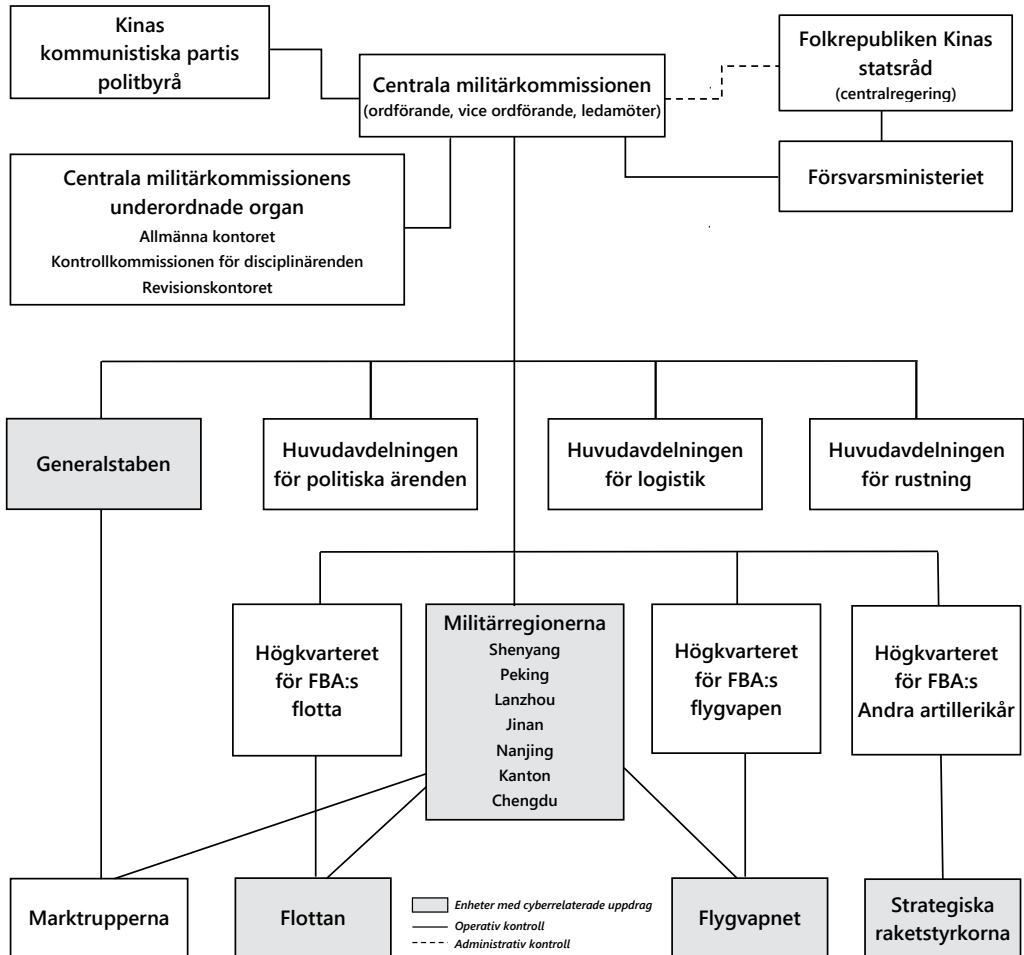 Kinas
kommunistiska partis
politbyrå
Centrala militärkommissionen
(ordförande, vice ordförande, ledamöter)
Folkrepubliken Kinas
statsråd
(centralregering)
Försvarsministeriet
Centrala militärkommissionens
underordnade organ
Allmänna kontoret
Kontrollkommissionen för disciplinärenden
Revisionskontoret
Generalstaben
Huvudavdelningen
för politiska ärenden
Huvudavdelningen
för logistik
Huvudavdelningen
för rustning
Högkvarteret
för FBA:s
flotta
Militärregionerna
Shenyang
Peking
Lanzhou
Jinan
Nanjing
Kanton
Chengdu
Högkvarteret
för FBA:s
flygvapen
Högkvarteret
för FBA:s
Andra artillerikår
Marktrupperna
Flottan
Enheter med cyberrelaterade uppdrag
Operativ kontroll
Administrativ kontroll
Flygvapnet
Strategiska
raketstyrkorna